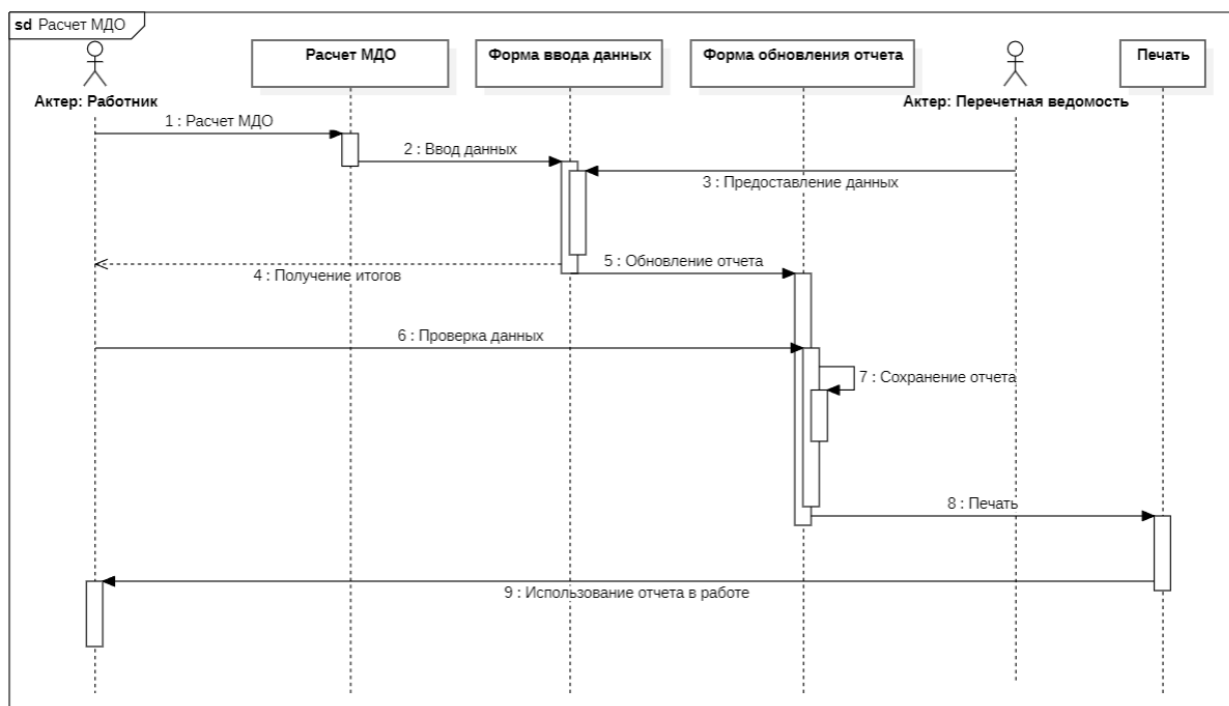 sd Расчет МДО
Расчет МДО
Форма ввода данных
Форма обновления отчета
Печать
Актер: Работник
Актер: Перечетная ведомость
1 : Расчет МДО
2 : Ввод данных
3 : Предоставление данных
4 : Получение итогов
5 : Обновление отчета
6 : Проверка данных
7 : Сохранение отчета
8 : Печать
9 : Использование отчета в работе